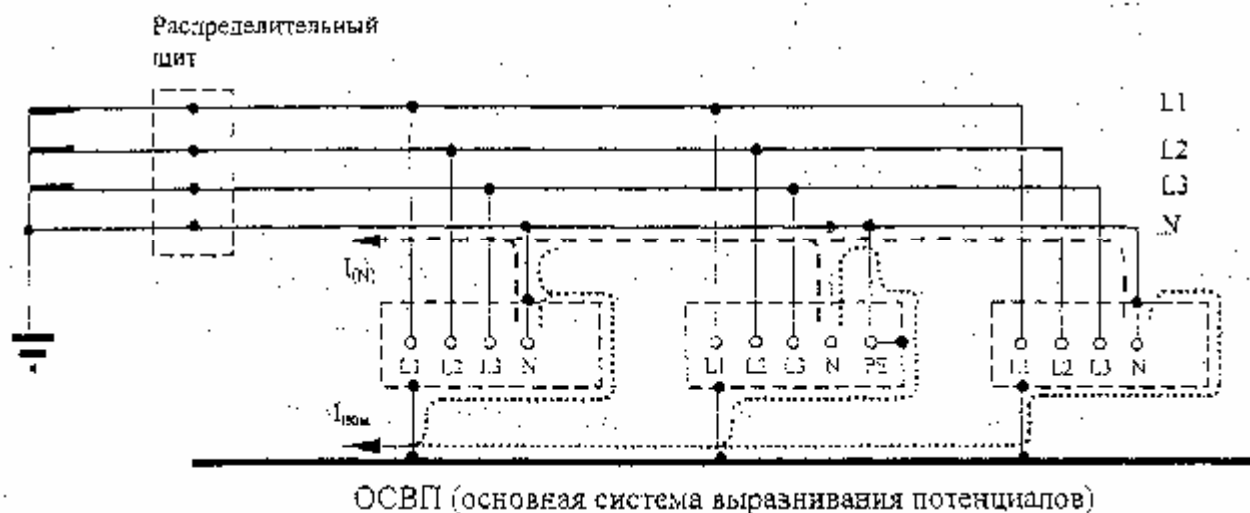 Распределительный
щит
L1
L2
L3
N
I(N)
L1 L2 L3 N
L1 L2 L3 N PE
L1 L2 L3 N
ОСВП (основная система выравнивания потенциалов)